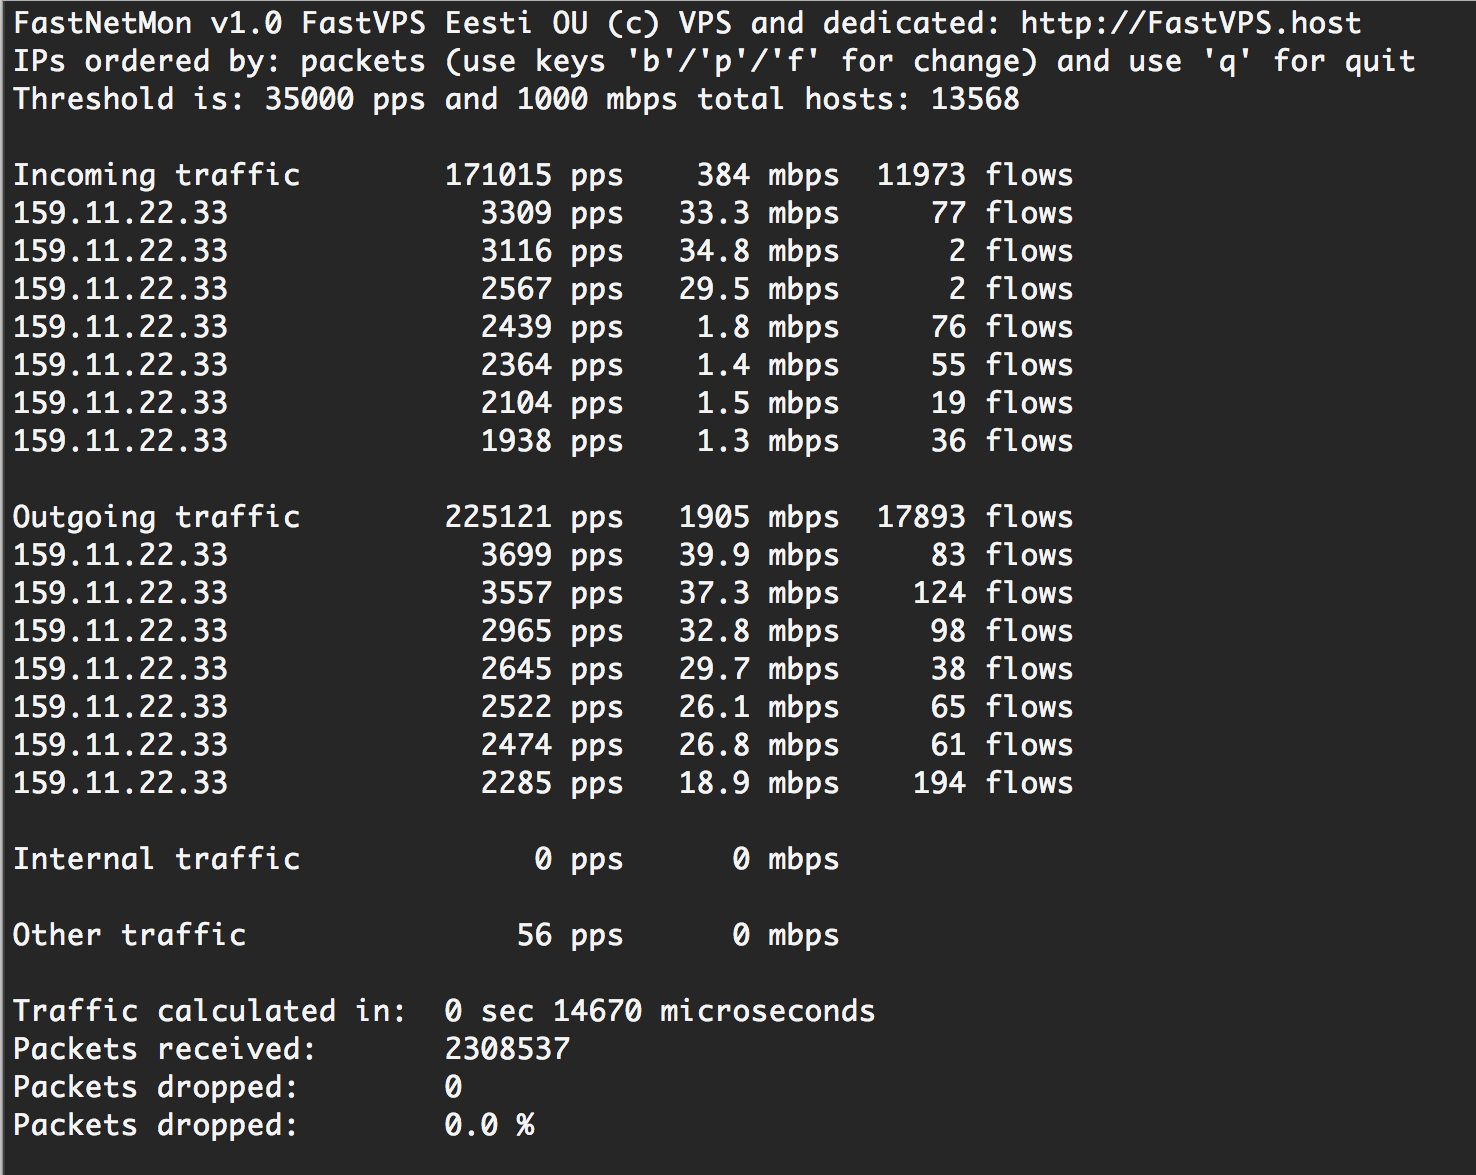 FastNetMon v1.0 FastVPS Eesti OU (c) VPS and dedicated: http://FastVPS.host
IPs ordered by: packets (use keys 'b'/'p'/'f' for change) and use 'q' for quit
Threshold is: 35000 pps and 1000 mbps total hosts: 13568
Incoming traffic 171015 pps 384 mbps 11973 flows
159.11.22.33 3309 pps 33.3 mbps 77 flows
159.11.22.33 3116 pps 34.8 mbps 2 flows
159.11.22.33 2567 pps 29.5 mbps 2 flows
159.11.22.33 2439 pps 1.8 mbps 76 flows
159.11.22.33 2364 pps 1.4 mbps 55 flows
159.11.22.33 2104 pps 1.5 mbps 19 flows
159.11.22.33 1938 pps 1.3 mbps 36 flows
Outgoing traffic 225121 pps 1905 mbps 17893 flows
159.11.22.33 3699 pps 39.9 mbps 83 flows
159.11.22.33 3557 pps 37.3 mbps 124 flows
159.11.22.33 2965 pps 32.8 mbps 98 flows
159.11.22.33 2645 pps 29.7 mbps 38 flows
159.11.22.33 2522 pps 26.1 mbps 65 flows
159.11.22.33 2474 pps 26.8 mbps 61 flows
159.11.22.33 2285 pps 18.9 mbps 194 flows
Internal traffic 0 pps 0 mbps
Other traffic 56 pps 0 mbps
Traffic calculated in: 0 sec 14670 microseconds
Packets received: 2308537
Packets dropped: 0
Packets dropped: 0.0 %